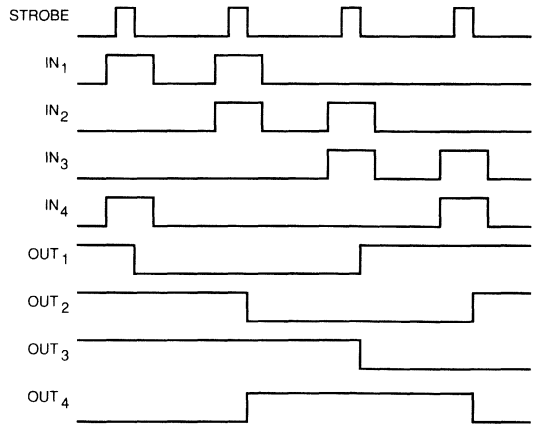 STROBE
IN1
IN2
IN3
IN4
OUT1
OUT2
OUT3
OUT4